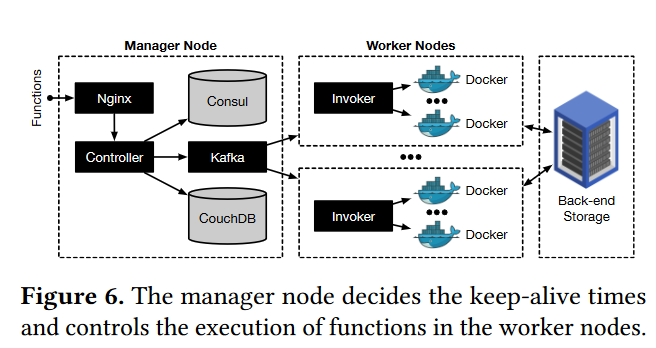 Manager Node
Worker Nodes
Functions
Nginx
Consul
Controller
Kafka
CouchDB
Invoker
Docker
Docker
Invoker
Docker
Docker
Back-end
Storage
Figure 6. The manager node decides the keep-alive times
and controls the execution of functions in the worker nodes.